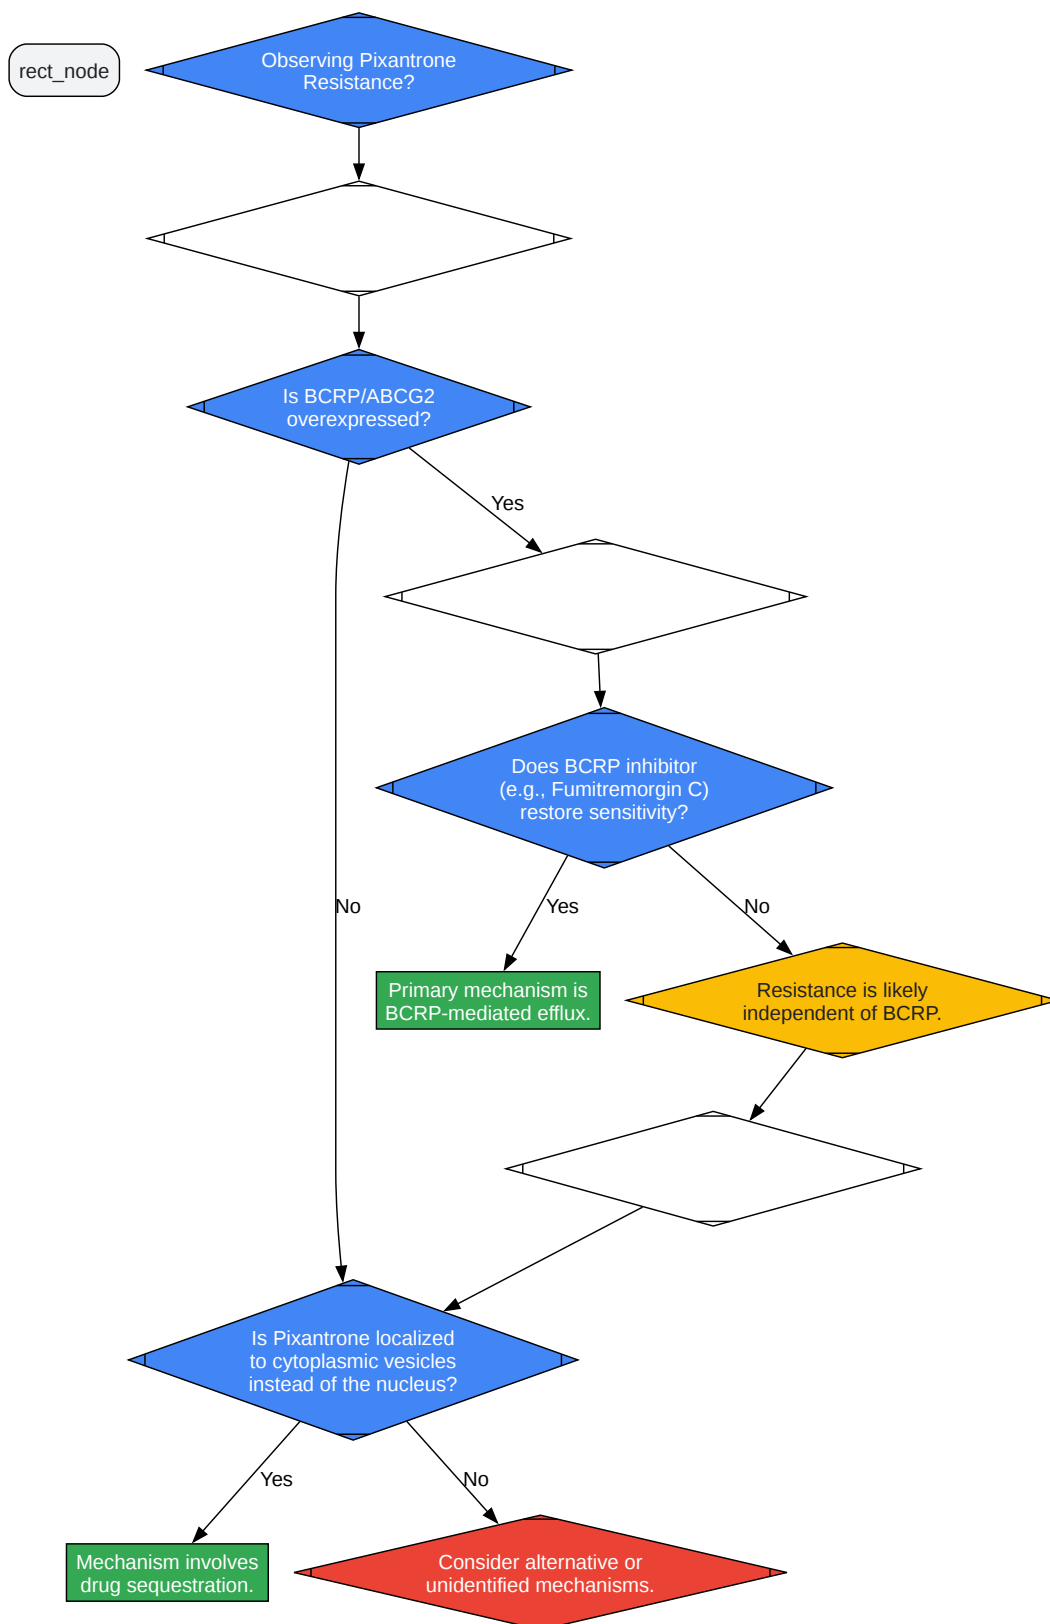 rect_node
Observing Pixantrone
Resistance?
Is BCRP/ABCG2
overexpressed?
Yes
Does BCRP inhibitor
(e.g., Fumitremorgin C)
restore sensitivity?
No
Yes
No
Primary mechanism is
BCRP-mediated efflux.
Resistance is likely
independent of BCRP.
Is Pixantrone localized
to cytoplasmic vesicles
instead of the nucleus?
Yes
No
Mechanism involves
drug sequestration.
Consider alternative or
unidentified mechanisms.